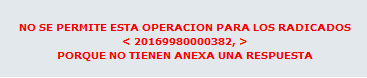 NO SE PERMITE ESTA OPERACION PARA LOS RADICADOS
< 20169980000382, >
PORQUE NO TIENEN ANEXA UNA RESPUESTA